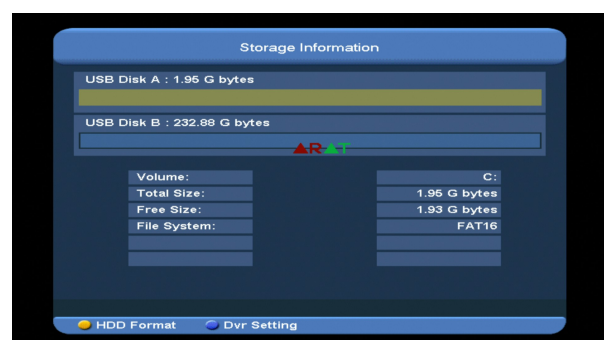 Storage Information
USB Disk A : 1.95 G bytes
USB Disk B : 232.88 G bytes
ARAT
Volume: C:
Total Size: 1.95 G bytes
Free Size: 1.93 G bytes
File System: FAT16
HDD Format Dvr Setting